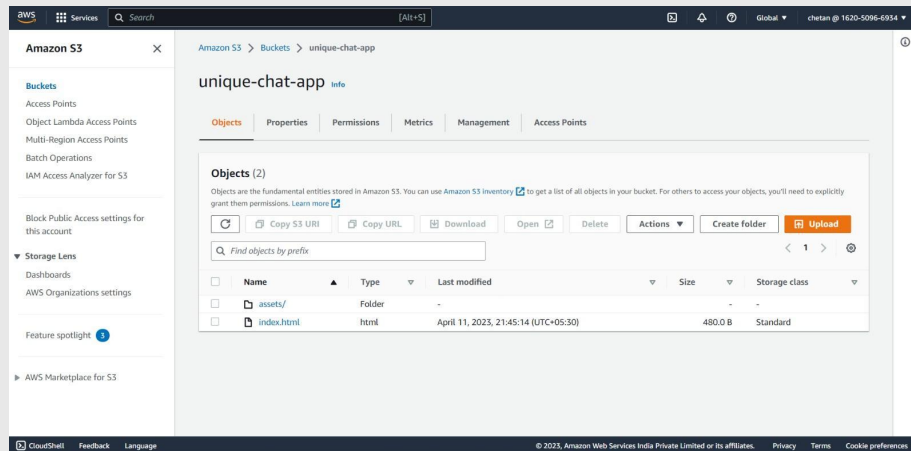 aws Services Search [Alt+S] Global chetan @ 1620-5096-6934
Amazon S3
Buckets
Access Points
Object Lambda Access Points
Multi-Region Access Points
Batch Operations
IAM Access Analyzer for S3
Block Public Access settings for
this account
Storage Lens
Dashboards
AWS Organizations settings
Feature spotlight 3
AWS Marketplace for S3
Amazon S3 > Buckets > unique-chat-app
unique-chat-app Info
Objects Properties Permissions Metrics Management Access Points
Objects (2)
Objects are the fundamental entities stored in Amazon S3. You can use Amazon S3 inventory to get a list of all objects in your bucket. For others to access your objects, you'll need to explicitly
grant them permissions. Learn more
Copy S3 URI Copy URL Download Open Delete Actions Create folder Upload
Find objects by prefix < 1 >
Name Type Last modified Size Storage class
assets/ Folder - - -
index.html html April 11, 2023, 21:45:14 (UTC+05:30) 480.0 B Standard
CloudShell Feedback Language © 2023, Amazon Web Services India Private Limited or its affiliates. Privacy Terms Cookie preferences